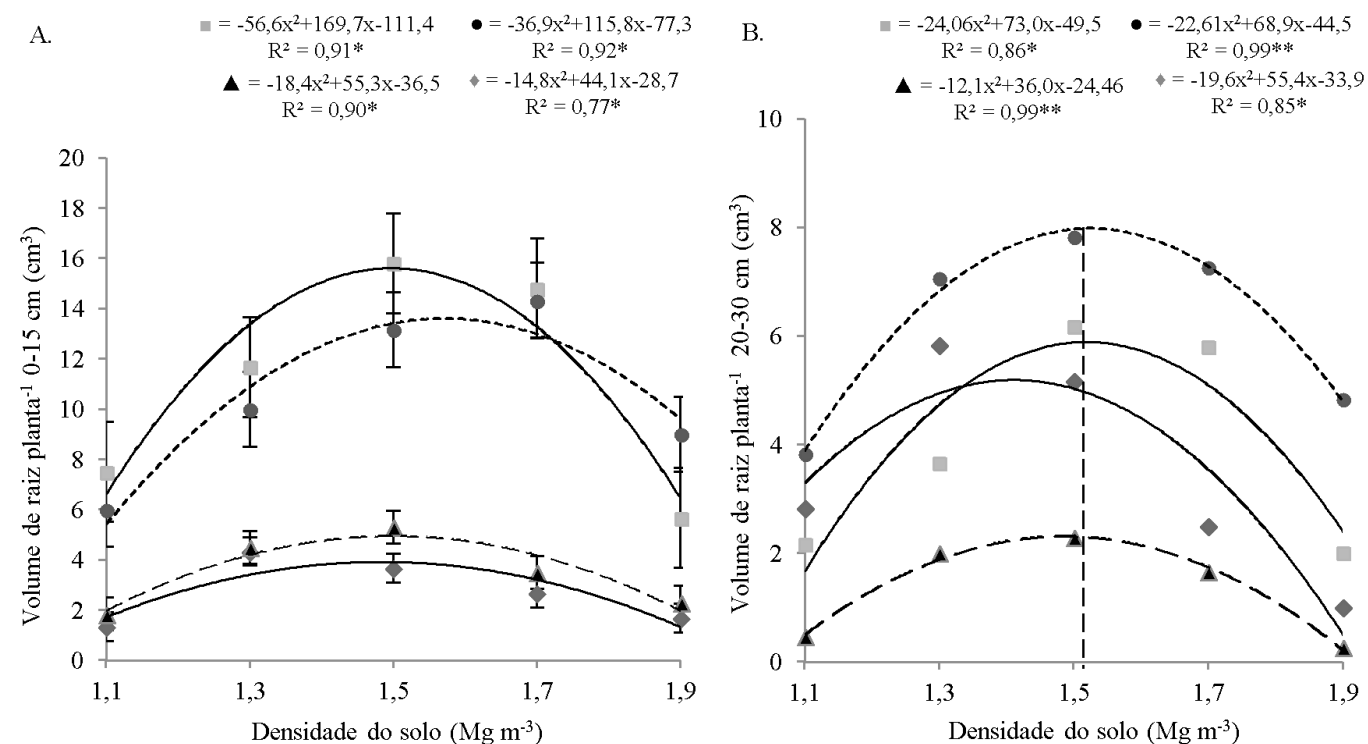 A.
= -56,6x²+169,7x-111,4
R² = 0,91*
= -36,9x²+115,8x-77,3
R² = 0,92*
= -18,4x²+55,3x-36,5
R² = 0,90*
= -14,8x²+44,1x-28,7
R² = 0,77*
Volume de raiz planta⁻¹ 0-15 cm (cm³)
20
18
16
14
12
10
8
6
4
2
0
1,1
1,3
1,5
1,7
1,9
Densidade do solo (Mg m⁻³)
B.
= -24,06x²+73,0x-49,5
R² = 0,86*
= -22,61x²+68,9x-44,5
R² = 0,99**
= -12,1x²+36,0x-24,46
R² = 0,99**
= -19,6x²+55,4x-33,9
R² = 0,85*
Volume de raiz planta⁻¹ 20-30 cm (cm³)
10
8
6
4
2
0
1,1
1,3
1,5
1,7
1,9
Densidade do solo (Mg m⁻³)